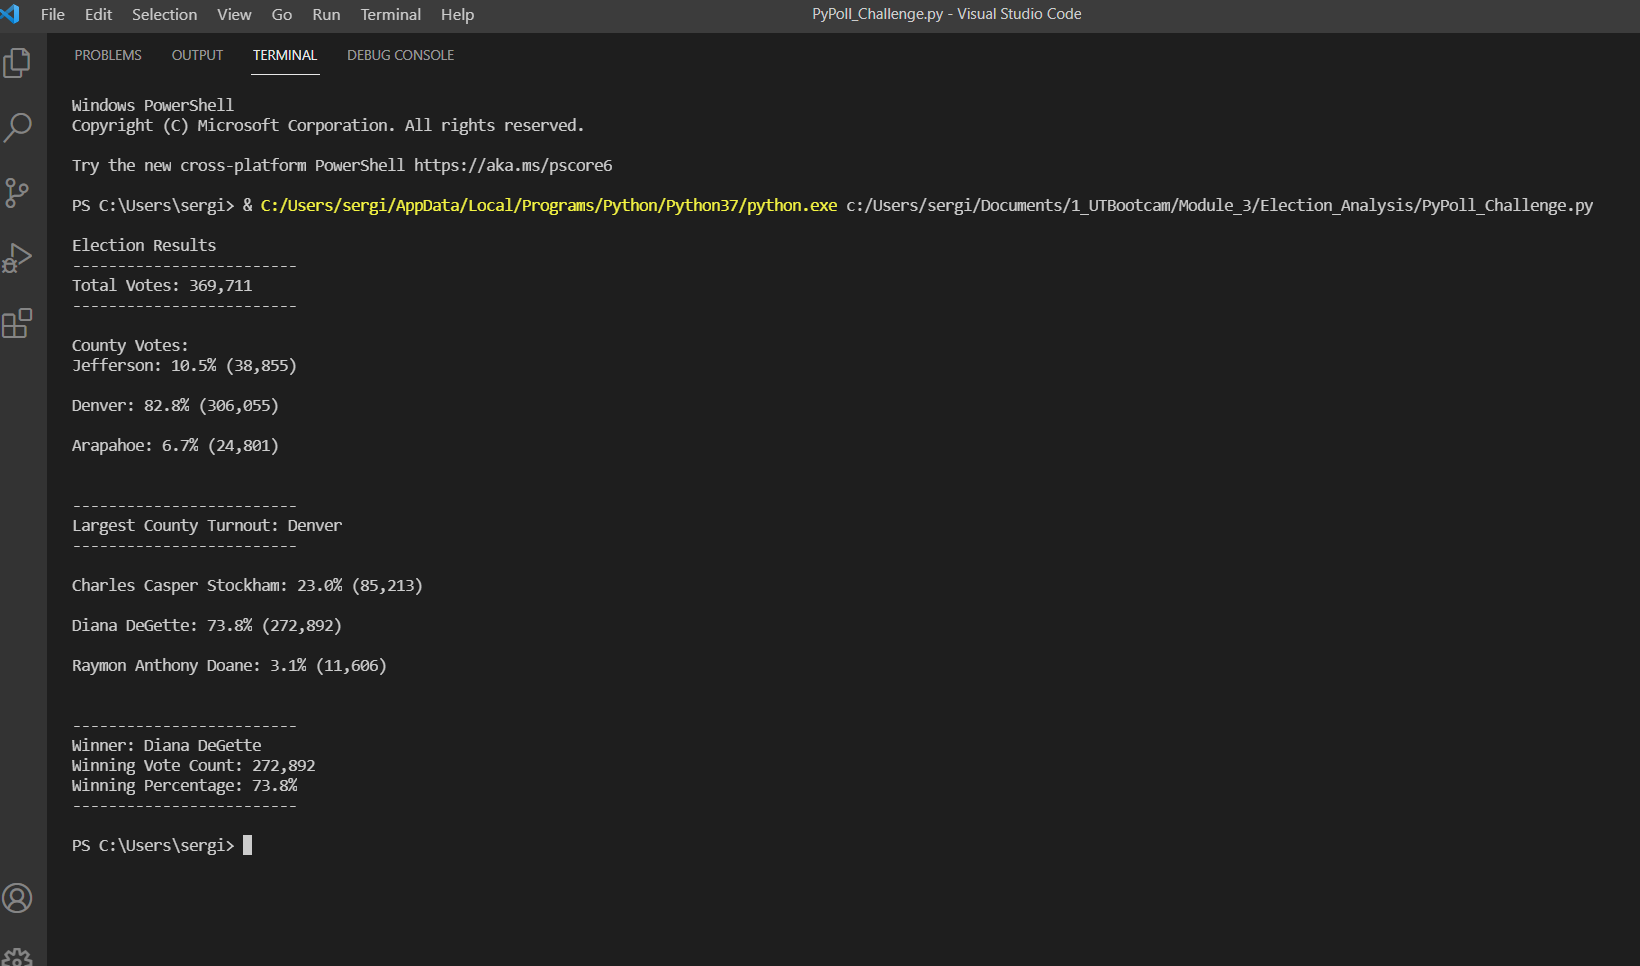 File Edit Selection View Go Run Terminal Help
PyPoll_Challenge.py - Visual Studio Code
PROBLEMS OUTPUT TERMINAL DEBUG CONSOLE
Windows PowerShell
Copyright (C) Microsoft Corporation. All rights reserved.
Try the new cross-platform PowerShell https://aka.ms/pscore6
PS C:\Users\sergi> & C:/Users/sergi/AppData/Local/Programs/Python/Python37/python.exe c:/Users/sergi/Documents/1_UTBootcam/Module_3/Election_Analysis/PyPoll_Challenge.py
Election Results
-------------------------
Total Votes: 369,711
-------------------------
County Votes:
Jefferson: 10.5% (38,855)
Denver: 82.8% (306,055)
Arapahoe: 6.7% (24,801)
-------------------------
Largest County Turnout: Denver
-------------------------
Charles Casper Stockham: 23.0% (85,213)
Diana DeGette: 73.8% (272,892)
Raymon Anthony Doane: 3.1% (11,606)
-------------------------
Winner: Diana DeGette
Winning Vote Count: 272,892
Winning Percentage: 73.8%
-------------------------
PS C:\Users\sergi>